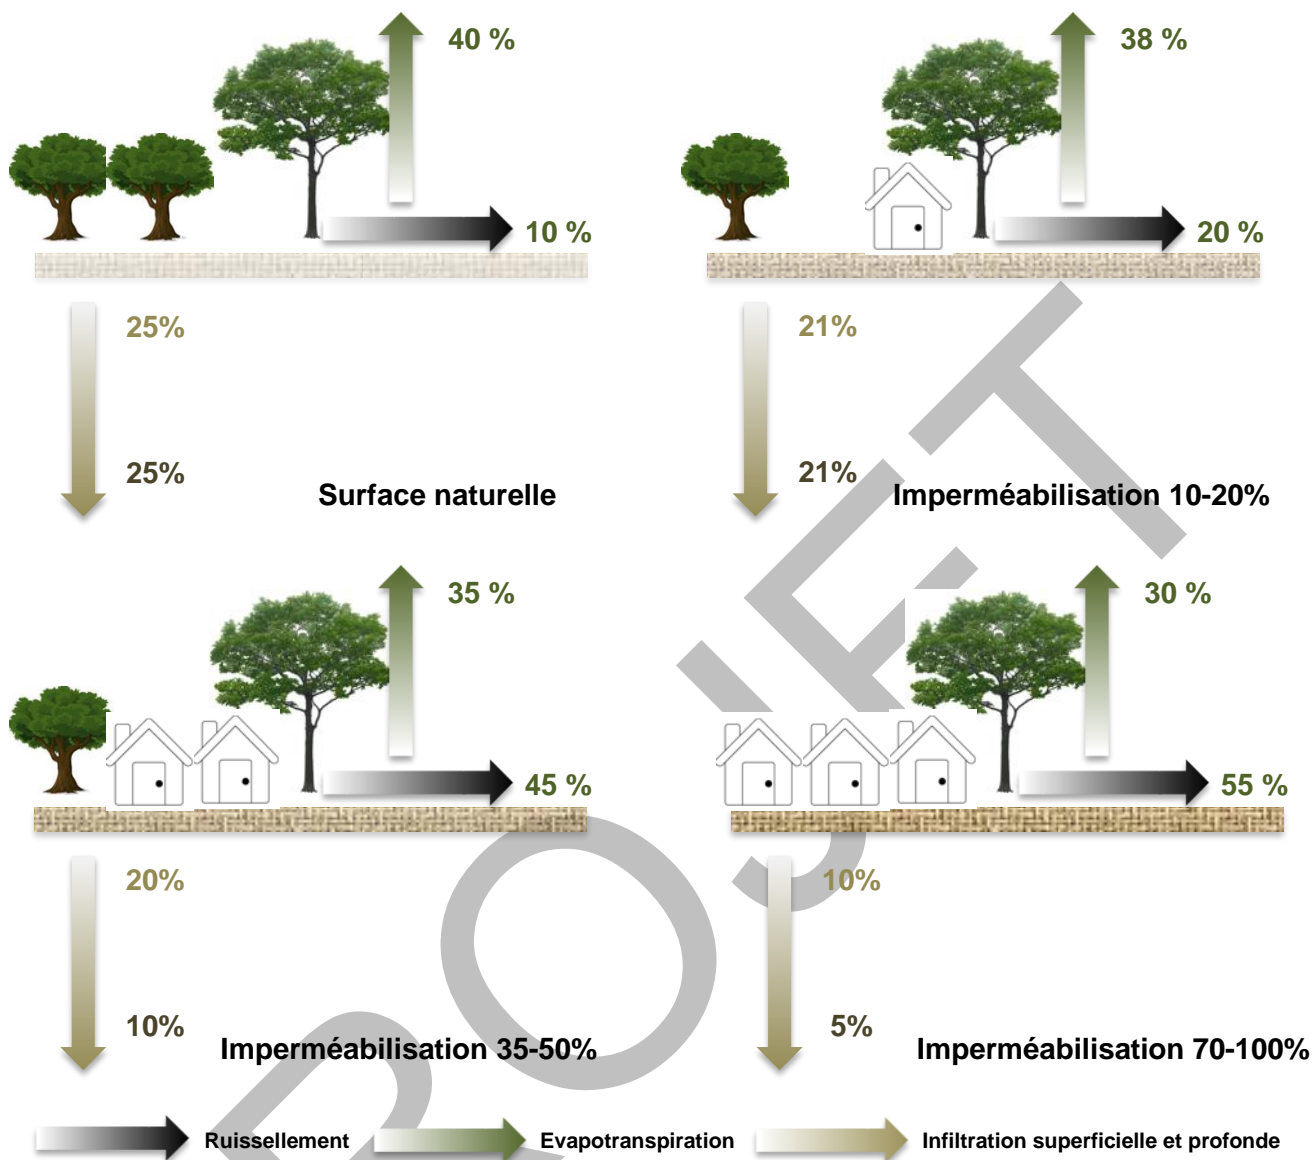 40 %
10 %
25%
25%
Surface naturelle
38 %
20 %
21%
21%
Imperméabilisation 10-20%
35 %
45 %
20%
10%
Imperméabilisation 35-50%
30 %
55 %
10%
5%
Imperméabilisation 70-100%
Ruissellement
Evapotranspiration
Infiltration superficielle et profonde
PROJET